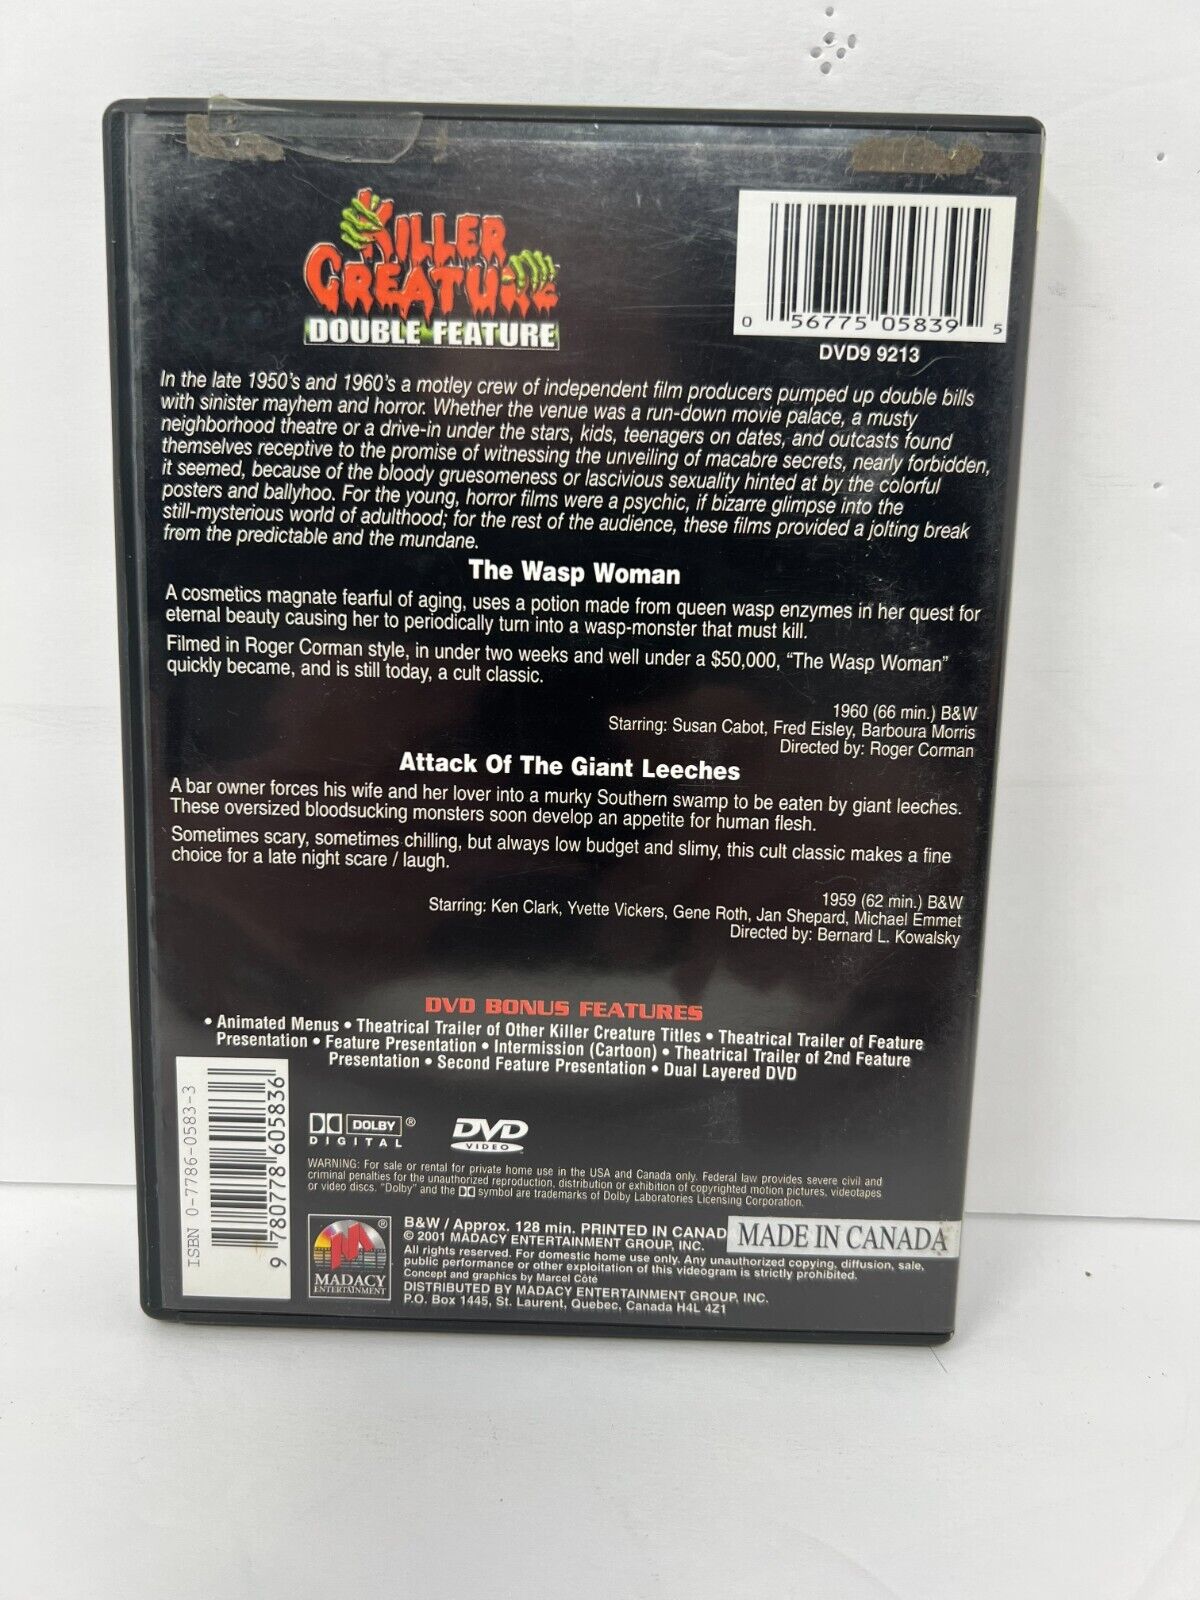 KILLER
CREATURE
DOUBLE FEATURE
0 56775 05839 5
DVD9 9213
In the late 1950's and 1960's a motley crew of independent film producers pumped up double bills
with sinister mayhem and horror. Whether the venue was a run-down movie palace, a musty
neighborhood theatre or a drive-in under the stars, kids, teenagers on dates, and outcasts found
themselves receptive to the promise of witnessing the unveiling of macabre secrets, nearly forbidden,
it seemed, because of the bloody gruesomeness or lascivious sexuality hinted at by the colorful
posters and ballyhoo. For the young, horror films were a psychic, if bizarre glimpse into the
still-mysterious world of adulthood; for the rest of the audience, these films provided a jolting break
from the predictable and the mundane.
The Wasp Woman
A cosmetics magnate fearful of aging, uses a potion made from queen wasp enzymes in her quest for
eternal beauty causing her to periodically turn into a wasp-monster that must kill.
Filmed in Roger Corman style, in under two weeks and well under a $50,000, “The Wasp Woman”
quickly became, and is still today, a cult classic.
1960 (66 min.) B&W
Starring: Susan Cabot, Fred Eisley, Barboura Morris
Directed by: Roger Corman
Attack Of The Giant Leeches
A bar owner forces his wife and her lover into a murky Southern swamp to be eaten by giant leeches.
These oversized bloodsucking monsters soon develop an appetite for human flesh.
Sometimes scary, sometimes chilling, but always low budget and slimy, this cult classic makes a fine
choice for a late night scare / laugh.
1959 (62 min.) B&W
Starring: Ken Clark, Yvette Vickers, Gene Roth, Jan Shepard, Michael Emmet
Directed by: Bernard L. Kowalsky
DVD BONUS FEATURES
• Animated Menus • Theatrical Trailer of Other Killer Creature Titles • Theatrical Trailer of Feature
Presentation • Feature Presentation • Intermission (Cartoon) • Theatrical Trailer of 2nd Feature
Presentation • Second Feature Presentation • Dual Layered DVD
ISBN 0-7786-0583-3
9 780778 605836
DOLBY ®
DIGITAL
DVD
VIDEO
WARNING: For sale or rental for private home use in the USA and Canada only. Federal law provides severe civil and
criminal penalties for the unauthorized reproduction, distribution or exhibition of copyrighted motion pictures, videotapes
or video discs. "Dolby" and the symbol are trademarks of Dolby Laboratories Licensing Corporation.
®
MADACY
ENTERTAINMENT
B&W / Approx. 128 min. PRINTED IN CANAD
© 2001 MADACY ENTERTAINMENT GROUP, INC.
MADE IN CANADA
All rights reserved. For domestic home use only. Any unauthorized copying, diffusion, sale,
public performance or other exploitation of this videogram is strictly prohibited.
Concept and graphics by Marcel Côté
DISTRIBUTED BY MADACY ENTERTAINMENT GROUP, INC.
P.O. Box 1445, St. Laurent, Quebec, Canada H4L 4Z1